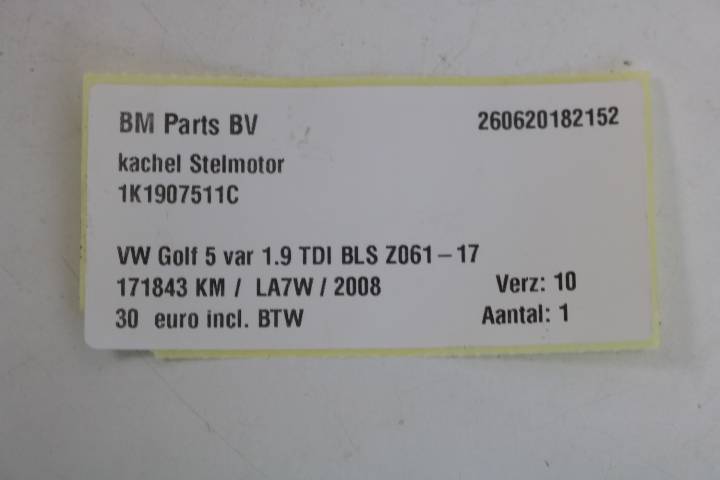 BM Parts BV 260620182152
kachel Stelmotor
1K1907511C
VW Golf 5 var 1.9 TDI BLS Z061-17
171843 KM / LA7W / 2008 Verz: 10
30 euro incl. BTW Aantal: 1